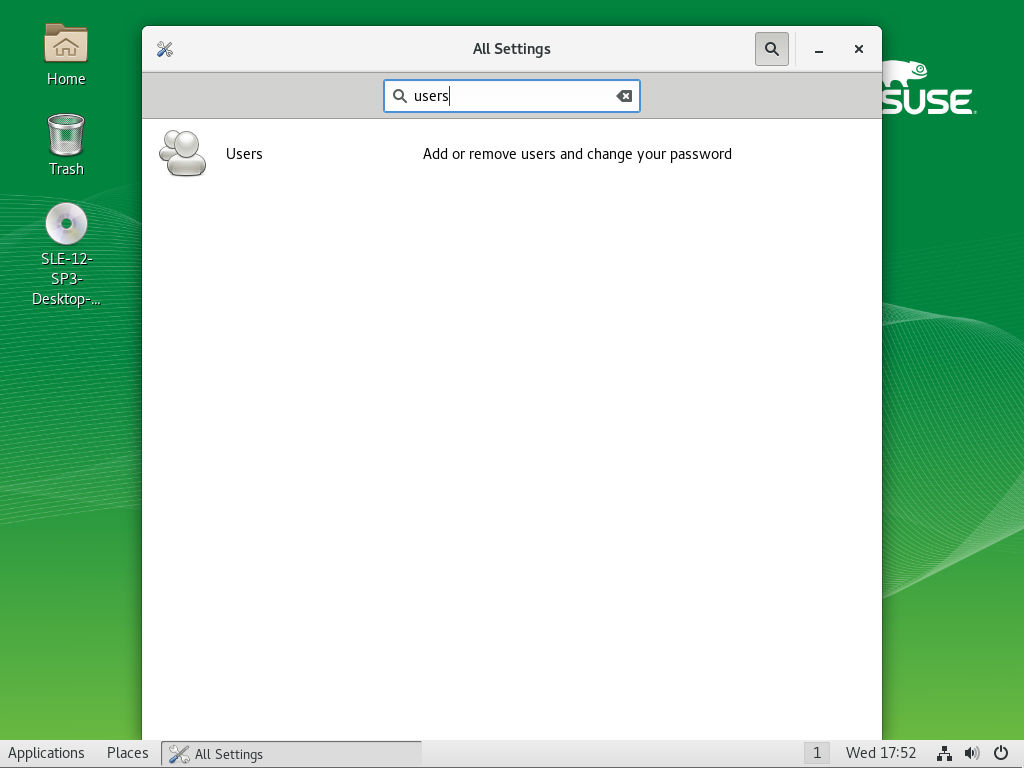 Home
Trash
SLE-12-
SP3-
Desktop-...
All Settings
SUSE
users
Users
Add or remove users and change your password
Applications
Places
All Settings
1
Wed 17:52